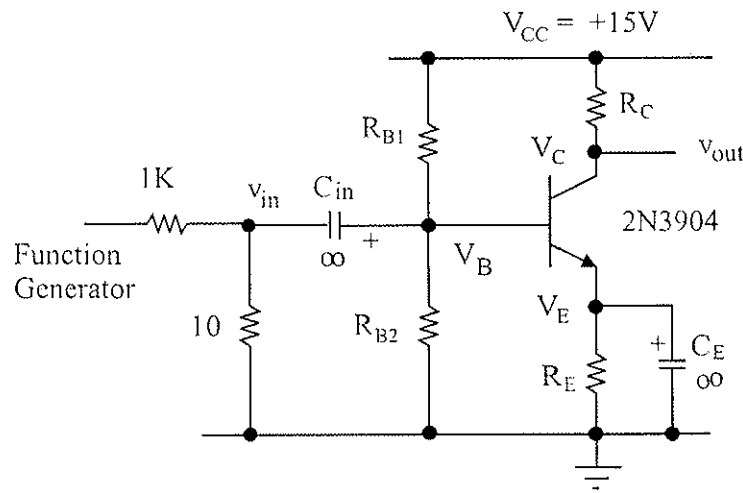 V_CC = +15V
R_B1
R_C
V_C
v_out
1K
v_in
C_in
+
∞
2N3904
Function
Generator
V_B
V_E
10
R_B2
R_E
+
C_E
∞